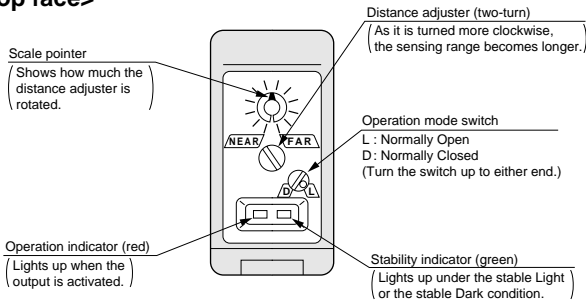 op face>
Distance adjuster (two-turn)
As it is turned more clockwise,
the sensing range becomes longer.
Scale pointer
Shows how much the
distance adjuster is
rotated.
Operation mode switch
L : Normally Open
D : Normally Closed
(Turn the switch up to either end.)
NEAR FAR
D L
Operation indicator (red)
Lights up when the
output is activated.
Stability indicator (green)
Lights up under the stable Light
or the stable Dark condition.